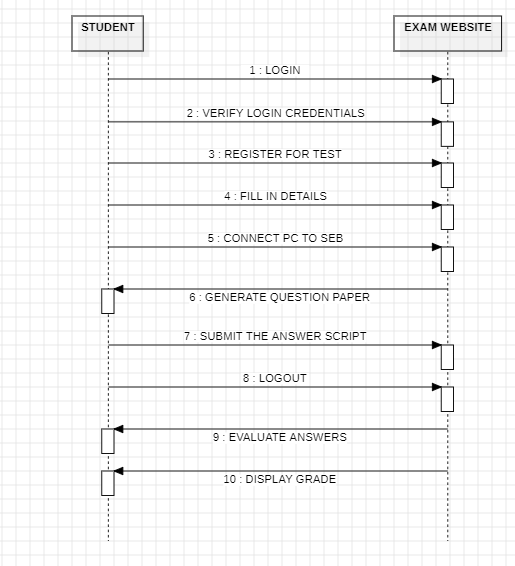 STUDENT
EXAM WEBSITE
1 : LOGIN
2 : VERIFY LOGIN CREDENTIALS
3 : REGISTER FOR TEST
4 : FILL IN DETAILS
5 : CONNECT PC TO SEB
6 : GENERATE QUESTION PAPER
7 : SUBMIT THE ANSWER SCRIPT
8 : LOGOUT
9 : EVALUATE ANSWERS
10 : DISPLAY GRADE